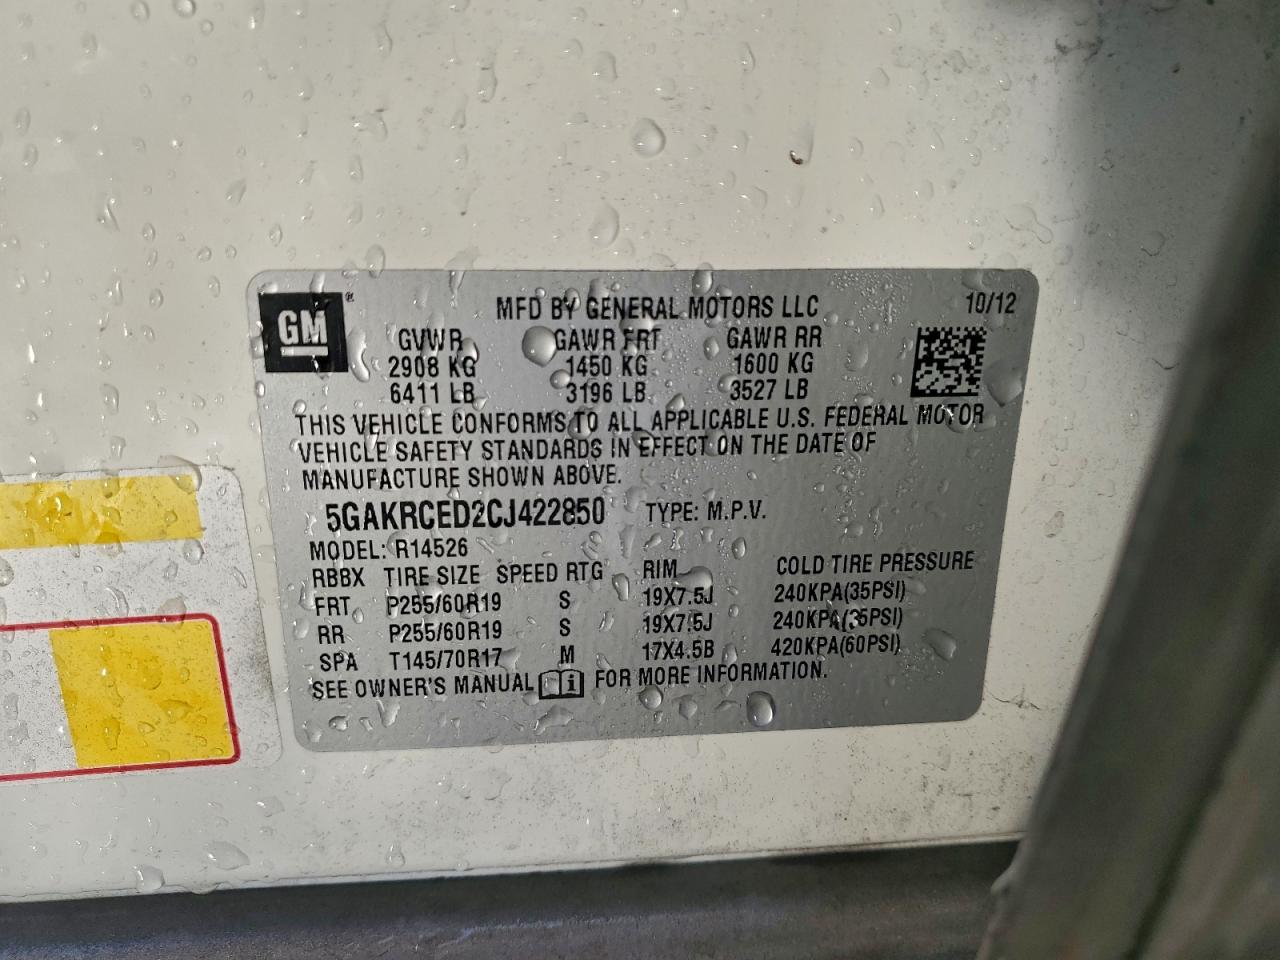 GM
MFD BY GENERAL MOTORS LLC 10/12
GVWR GAWR FRT GAWR RR
2908 KG 1450 KG 1600 KG
6411 LB 3196 LB 3527 LB
THIS VEHICLE CONFORMS TO ALL APPLICABLE U.S. FEDERAL MOTOR
VEHICLE SAFETY STANDARDS IN EFFECT ON THE DATE OF
MANUFACTURE SHOWN ABOVE.
5GAKRCED2CJ422850 TYPE: M.P.V.
MODEL: R14526
RBBX TIRE SIZE SPEED RTG RIM COLD TIRE PRESSURE
FRT P255/60R19 S 19X7.5J 240KPA(35PSI)
RR P255/60R19 S 19X7.5J 240KPA(35PSI)
SPA T145/70R17 M 17X4.5B 420KPA(60PSI)
SEE OWNER'S MANUAL FOR MORE INFORMATION.